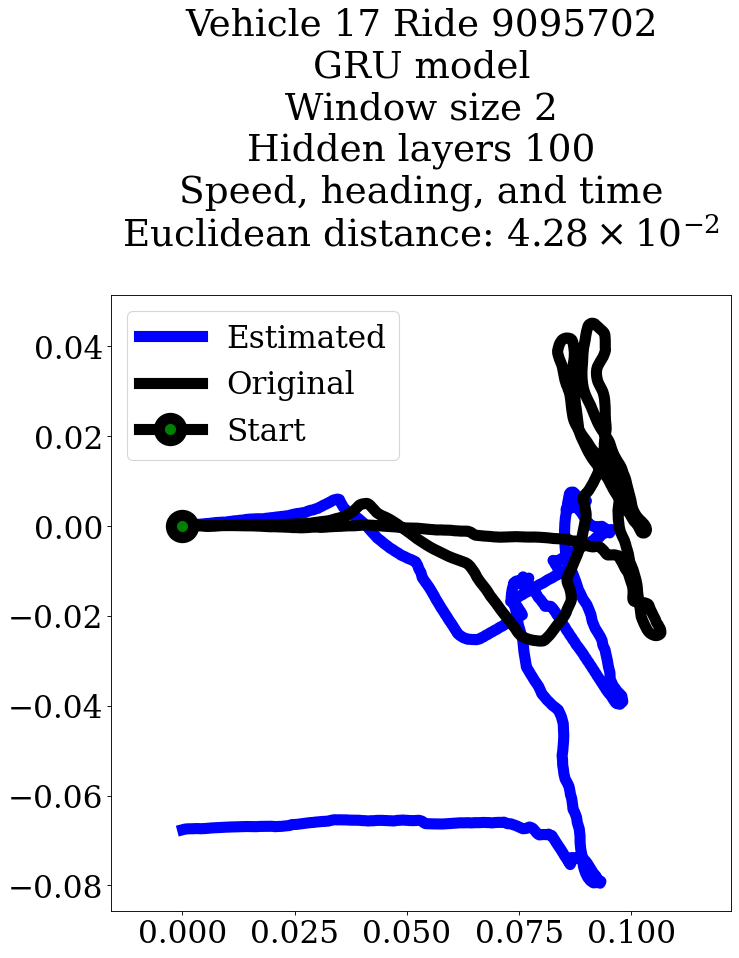 Vehicle 17 Ride 9095702
GRU model
Window size 2
Hidden layers 100
Speed, heading, and time
Euclidean distance: 4.28 × 10⁻²
Estimated
Original
Start
0.04
0.02
0.00
−0.02
−0.04
−0.06
−0.08
0.000 0.025 0.050 0.075 0.100